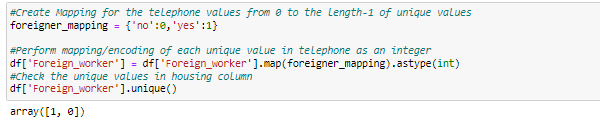 #Create Mapping for the telephone values from 0 to the length-1 of unique values
foreigner_mapping = {'no':0,'yes':1}
#Perform mapping/encoding of each unique value in telephone as an integer
df['Foreign_worker'] = df['Foreign_worker'].map(foreigner_mapping).astype(int)
#Check the unique values in housing column
df['Foreign_worker'].unique()
array([1, 0])